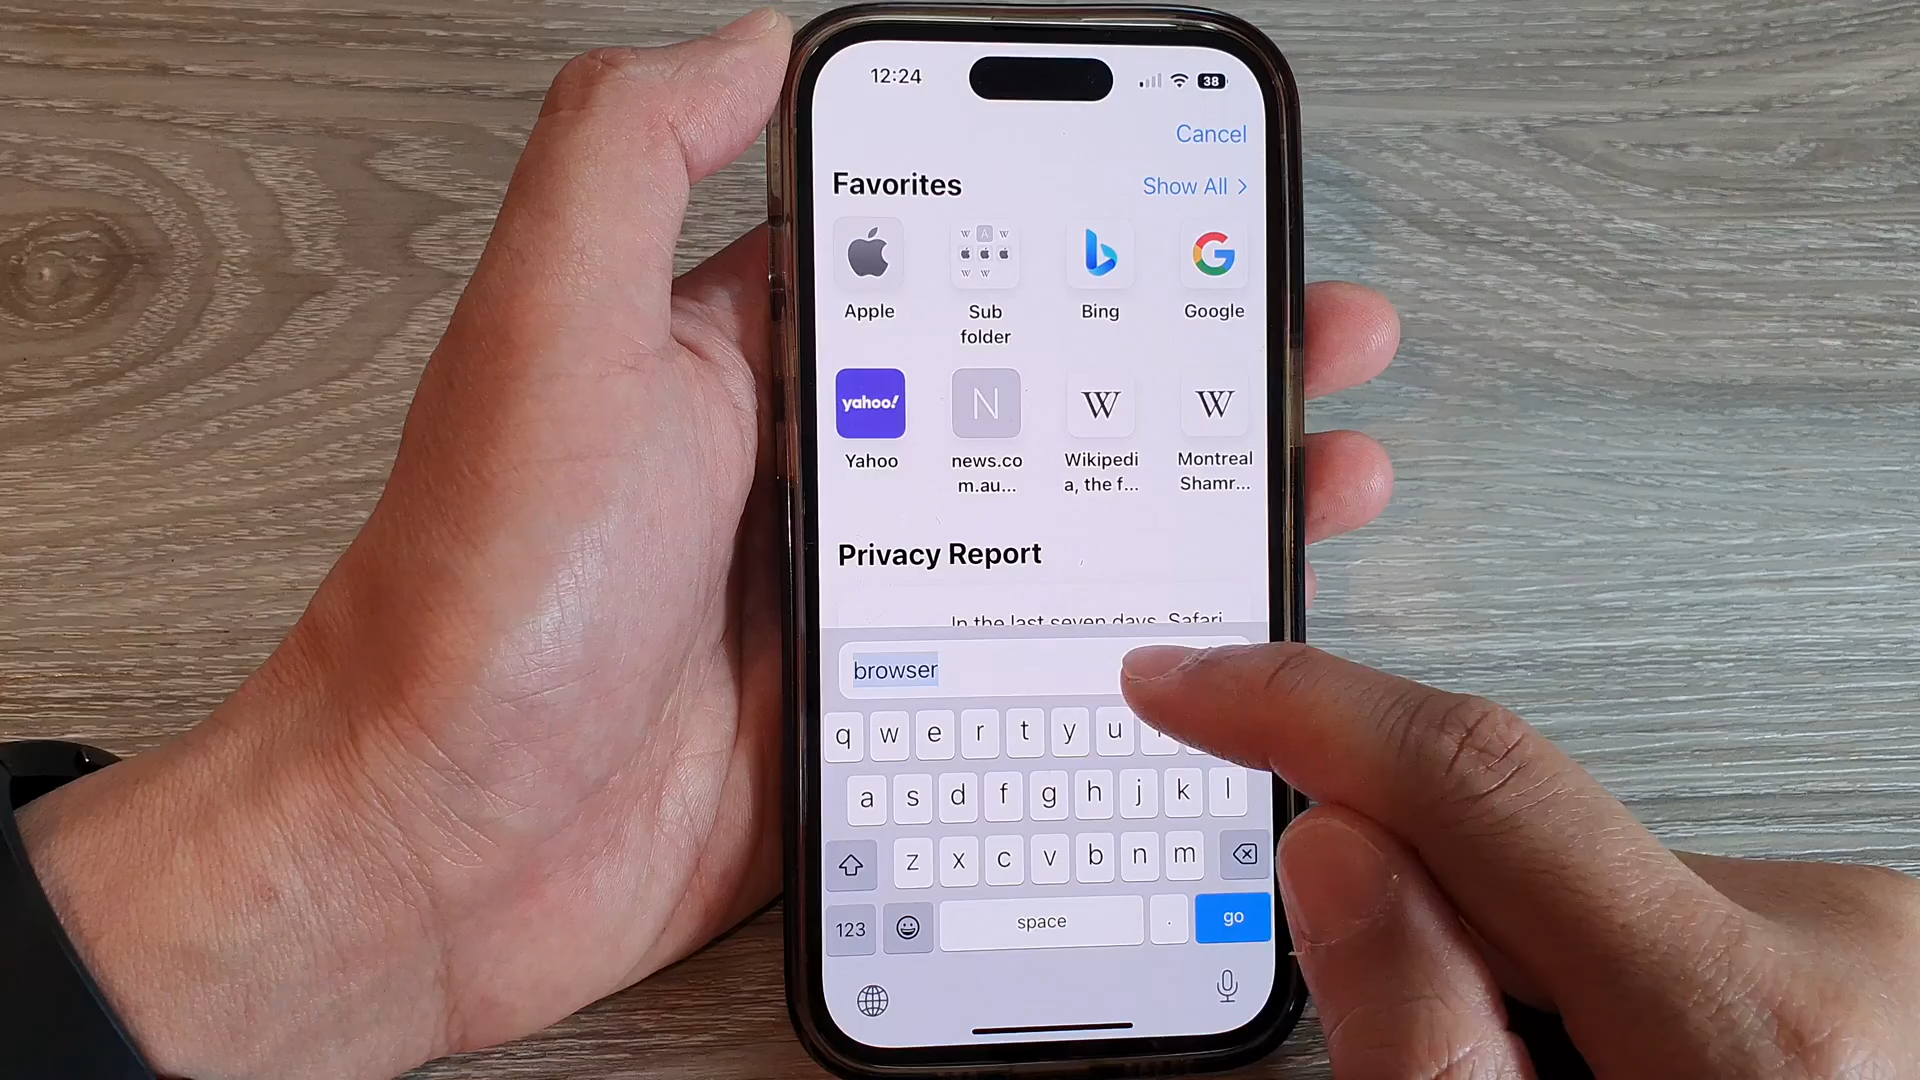 12:24
38
Cancel
Favorites
Show All >
W A W
W W
Apple
Sub
folder
Bing
Google
yahoo!
N
W
W
Yahoo
news.co
m.au...
Wikipedi
a, the f...
Montreal
Shamr...
Privacy Report
In the last seven days, Safari
browser
q w e r t y u
a s d f g h j k l
z x c v b n m
123
space
.
go